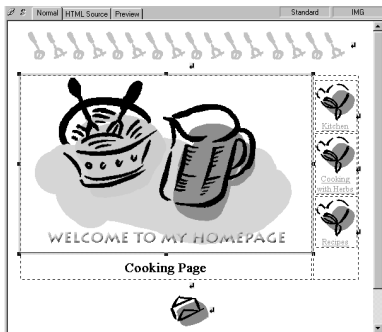 Normal HTML Source Preview Standard IMG
Kitchen
Cooking
with Herbs
Recipes
WELCOME TO MY HOMEPAGE
Cooking Page